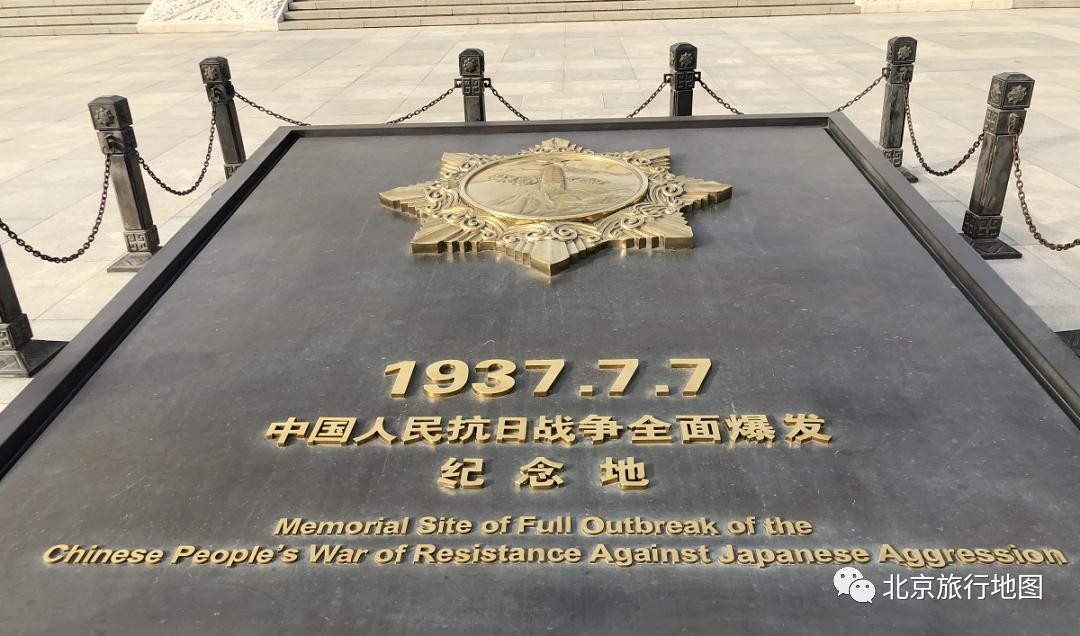 1937.7.7
中国人民抗日战争全面爆发
纪念地
Memorial Site of Full Outbreak of the
Chinese People's War of Resistance Against Japanese Aggression
北京旅行地图